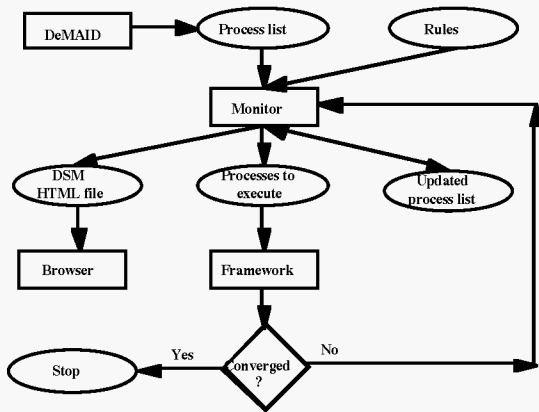 DeMAID
Process list
Rules
Monitor
DSM
HTML file
Processes to
execute
Updated
process list
Browser
Framework
Yes
No
Converged
?
Stop